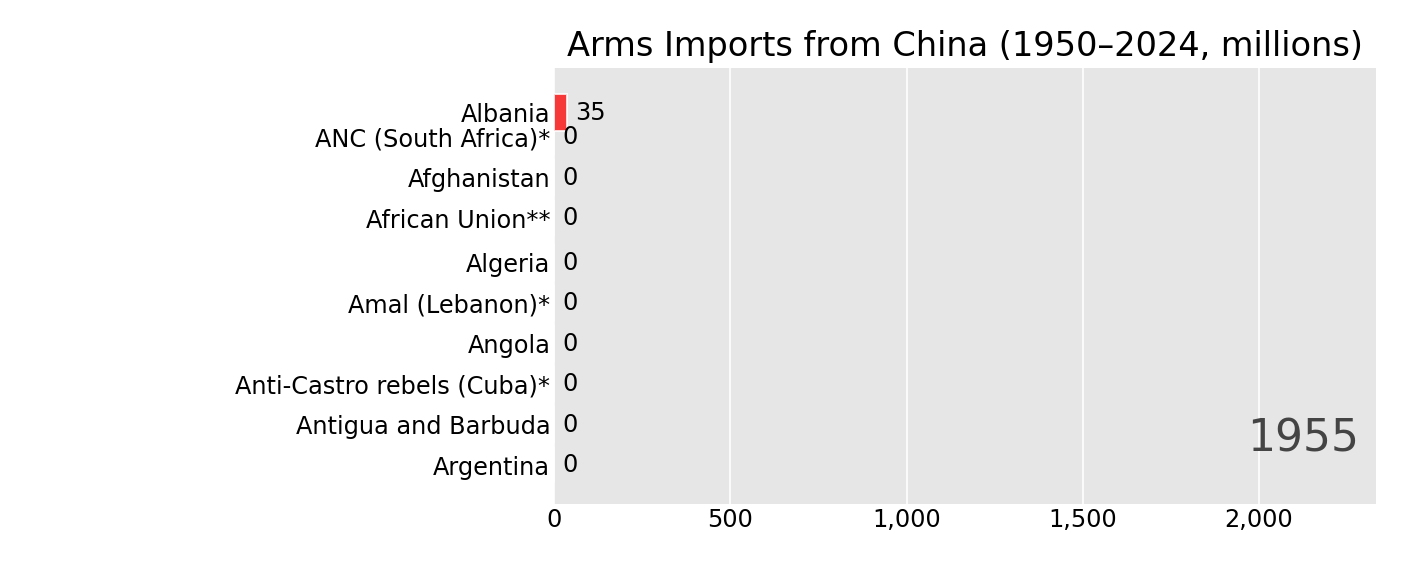 Arms Imports from China (1950–2024, millions)
Albania 35
ANC (South Africa)* 0
Afghanistan 0
African Union** 0
Algeria 0
Amal (Lebanon)* 0
Angola 0
Anti-Castro rebels (Cuba)* 0
Antigua and Barbuda 0
1955
Argentina 0
0 500 1,000 1,500 2,000